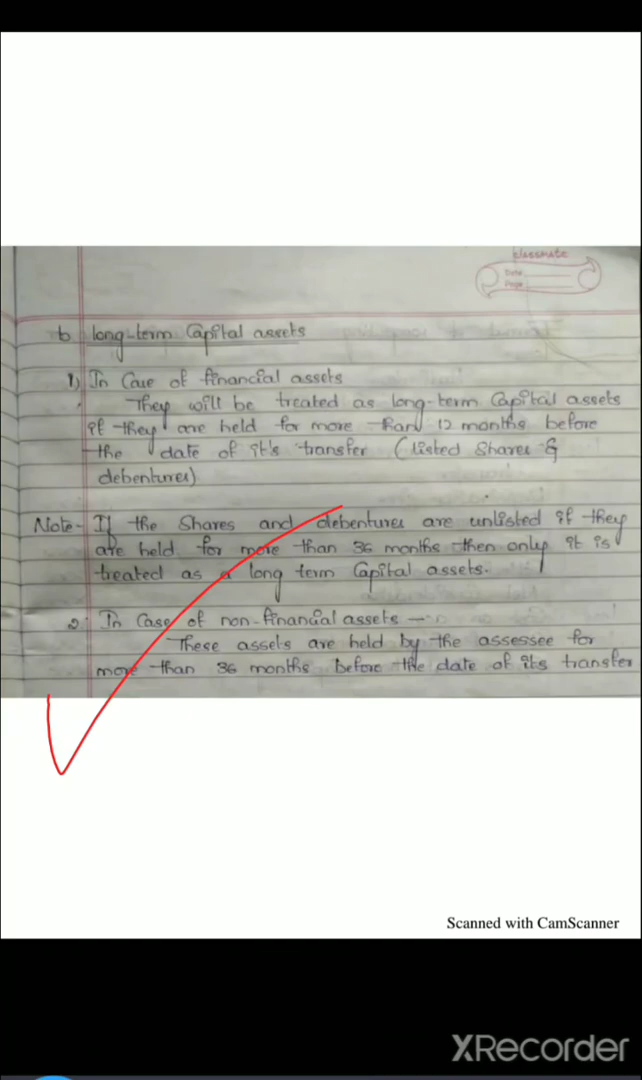 classmate
Date
Page
b long-term Capital assets
1) In Case of financial assets
They will be treated as long-term Capital assets
if they are held for more than 12 months before
the date of it's transfer (listed Shares &
debentures)
Note - If the Shares and debentures are unlisted if they
are held for more than 36 months then only it is
treated as a long term Capital assets.
2. In Case of non-financial assets -
These assets are held by the assessee for
more than 36 months before the date of its transfer
Scanned with CamScanner
XRecorder